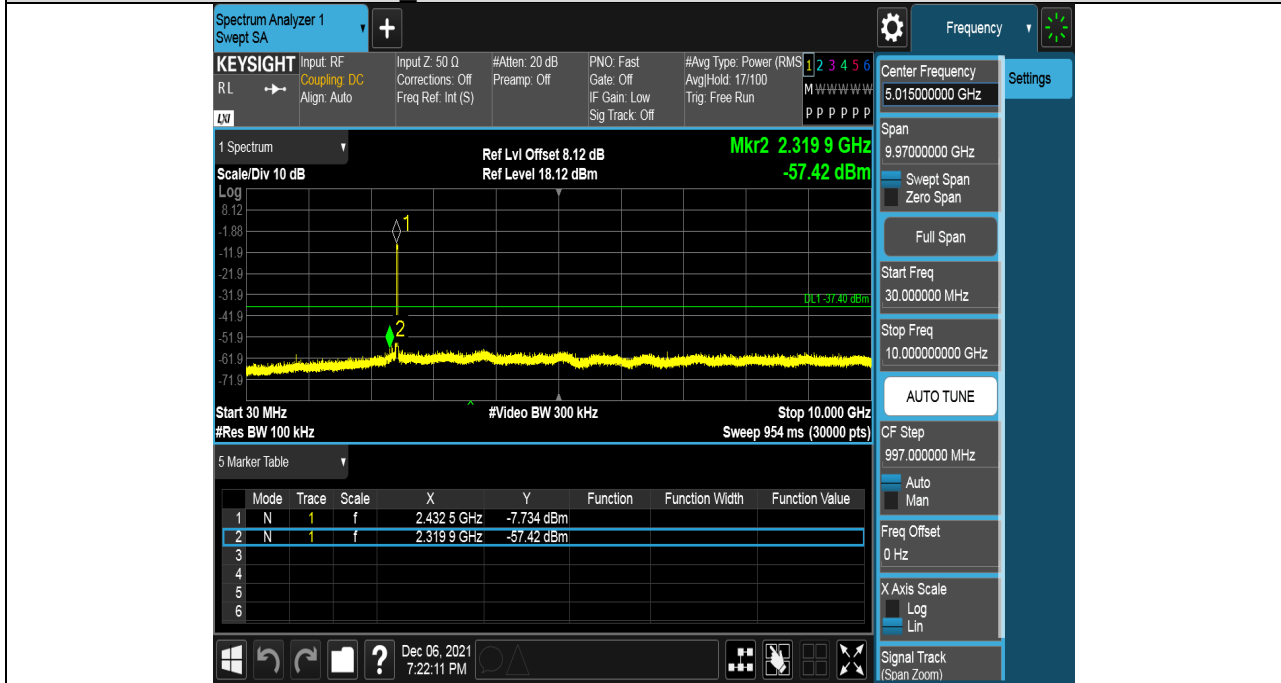 Spectrum Analyzer 1
Swept SA
+
Frequency
KEYSIGHT
RL
LXI
Input: RF
Coupling: DC
Align: Auto
Input Z: 50 Ω
Corrections: Off
Freq Ref: Int (S)
#Atten: 20 dB
Preamp: Off
PNO: Fast
Gate: Off
IF Gain: Low
Sig Track: Off
#Avg Type: Power (RMS
Avg|Hold: 17/100
Trig: Free Run
1 2 3 4 5 6
M W W W W W
P P P P P P
Center Frequency
5.015000000 GHz
Settings
Span
9.97000000 GHz
Swept Span
Zero Span
Full Span
Start Freq
30.000000 MHz
Stop Freq
10.000000000 GHz
AUTO TUNE
CF Step
997.000000 MHz
Auto
Man
Freq Offset
0 Hz
X Axis Scale
Log
Lin
Signal Track
(Span Zoom)
1 Spectrum
Scale/Div 10 dB
Ref Lvl Offset 8.12 dB
Ref Level 18.12 dBm
Mkr2 2.319 9 GHz
-57.42 dBm
Log
8.12
-1.88
-11.9
-21.9
-31.9
-41.9
-51.9
-61.9
-71.9
1
2
DL1 -37.40 dBm
Start 30 MHz
#Video BW 300 kHz
Stop 10.000 GHz
#Res BW 100 kHz
Sweep 954 ms (30000 pts)
5 Marker Table
Mode Trace Scale X Y Function Function Width Function Value
1 N 1 f 2.432 5 GHz -7.734 dBm
2 N 1 f 2.319 9 GHz -57.42 dBm
3
4
5
6
?
Dec 06, 2021
7:22:11 PM